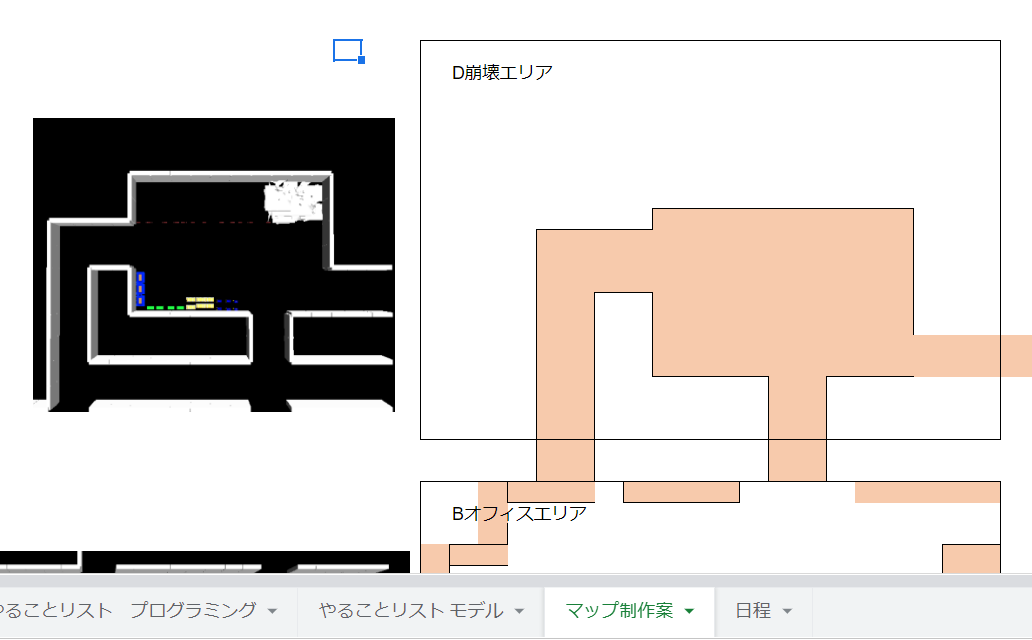 D崩壊エリア
Bオフィスエリア
やることリスト プログラミング
やることリスト モデル
マップ制作案
日程